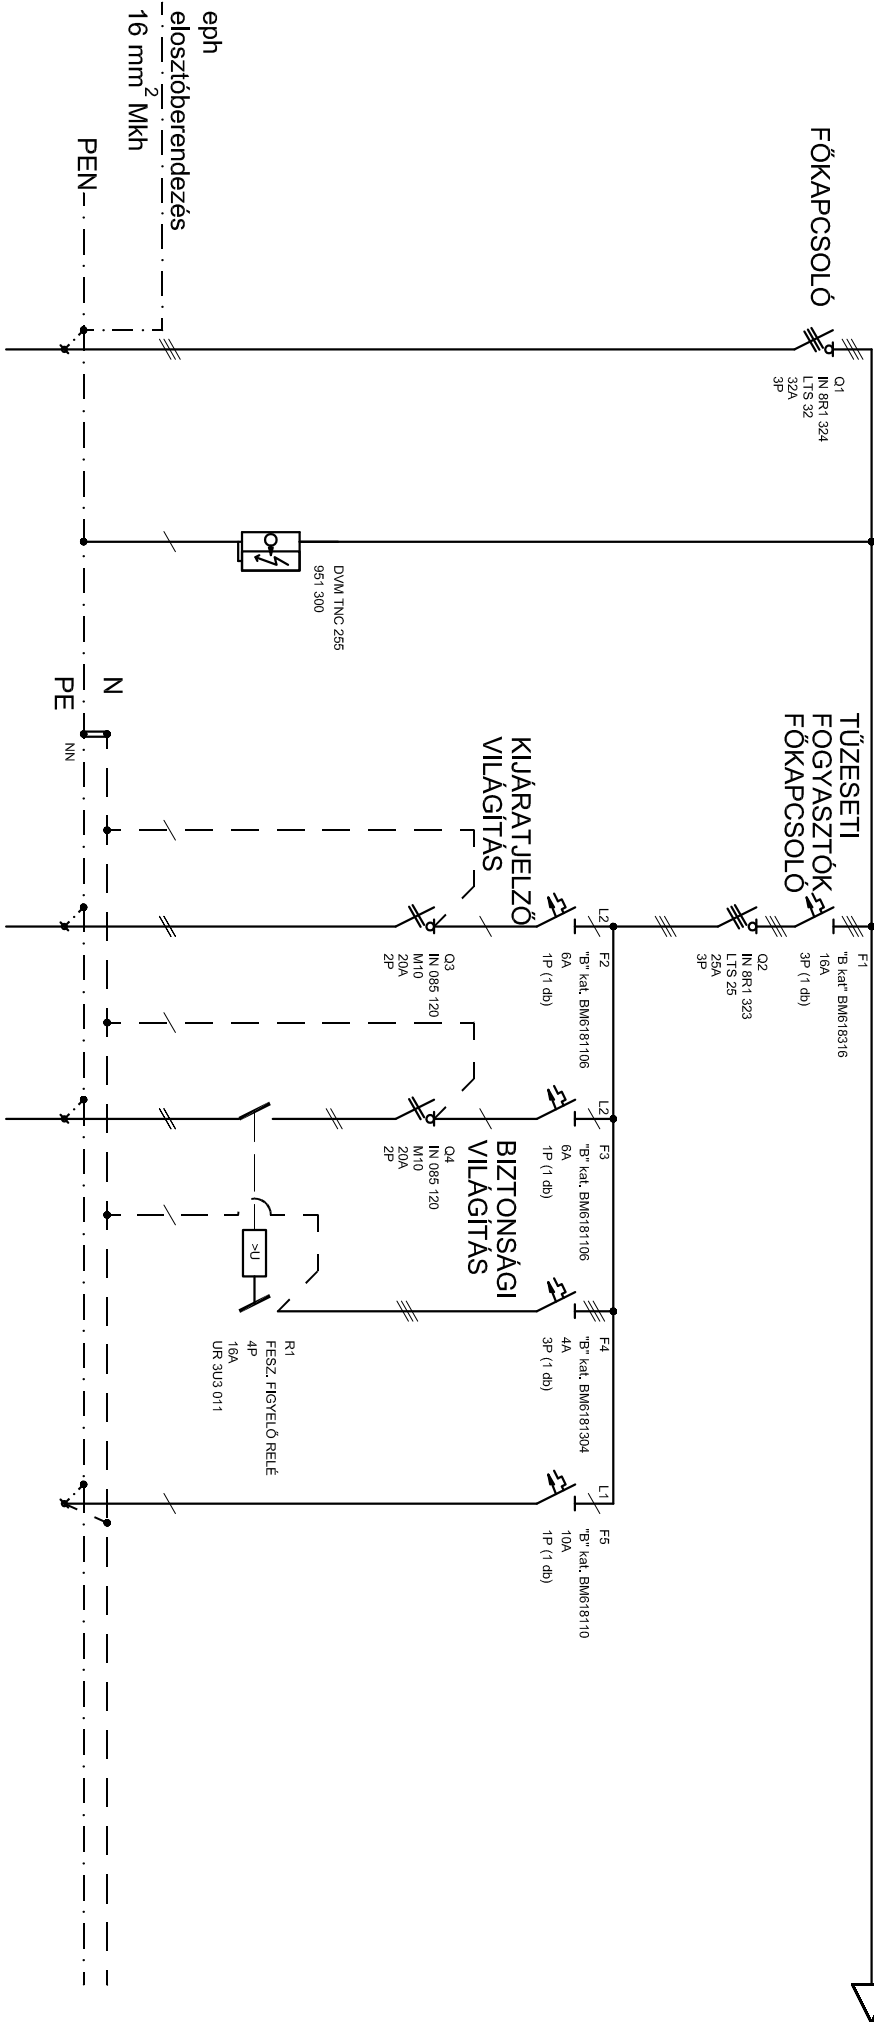 FŐKAPCSOLÓ
Q1
IN 8R1 324
LTS 32
32A
3P
eph
elosztóberendezés
16 mm2 Mkh
PEN
DVM TNC 255
951 300
N
PE
NN
TŰZESETI
FOGYASZTÓK
FŐKAPCSOLÓ
F1
"B kat" BM618316
16A
3P (1 db)
Q2
IN 8R1 323
LTS 25
25A
3P
KIJÁRATJELZŐ
VILÁGÍTÁS
L2
F2
"B" kat. BM6181106
6A
1P (1 db)
Q3
IN 085 120
M10
20A
2P
L2
F3
"B" kat. BM6181106
6A
1P (1 db)
Q4
IN 085 120
M10
20A
2P
BIZTONSÁGI
VILÁGÍTÁS
F4
"B" kat. BM6181304
4A
3P (1 db)
>U
R1
FESZ. FIGYELŐ RELÉ
4P
16A
UR 3U3 011
L1
F5
"B" kat. BM618110
10A
1P (1 db)